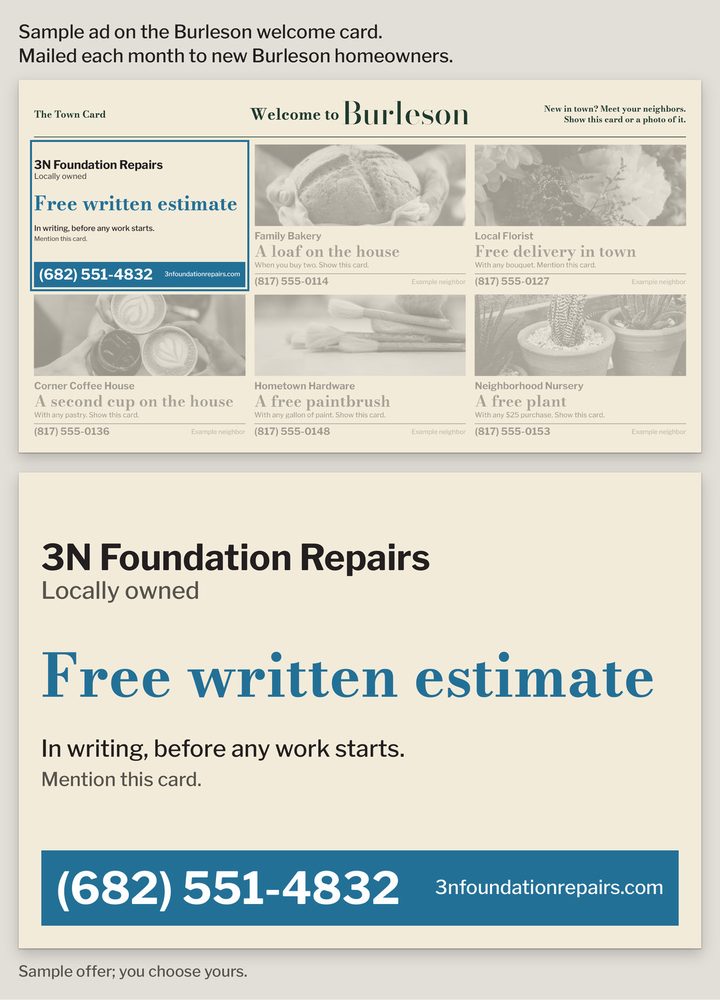 Sample ad on the Burleson welcome card.
Mailed each month to new Burleson homeowners.
The Town Card
Welcome to Burleson
New in town? Meet your neighbors.
Show this card or a photo of it.
3N Foundation Repairs
Locally owned
Free written estimate
In writing, before any work starts.
Mention this card.
(682) 551-4832 3nfoundationrepairs.com
Family Bakery
A loaf on the house
When you buy two. Show this card.
(817) 555-0114 Example neighbor
Local Florist
Free delivery in town
With any bouquet. Mention this card.
(817) 555-0127 Example neighbor
Corner Coffee House
A second cup on the house
With any pastry. Show this card.
(817) 555-0136 Example neighbor
Hometown Hardware
A free paintbrush
With any gallon of paint. Show this card.
(817) 555-0148 Example neighbor
Neighborhood Nursery
A free plant
With any $25 purchase. Show this card.
(817) 555-0153 Example neighbor
3N Foundation Repairs
Locally owned
Free written estimate
In writing, before any work starts.
Mention this card.
(682) 551-4832 3nfoundationrepairs.com
Sample offer; you choose yours.